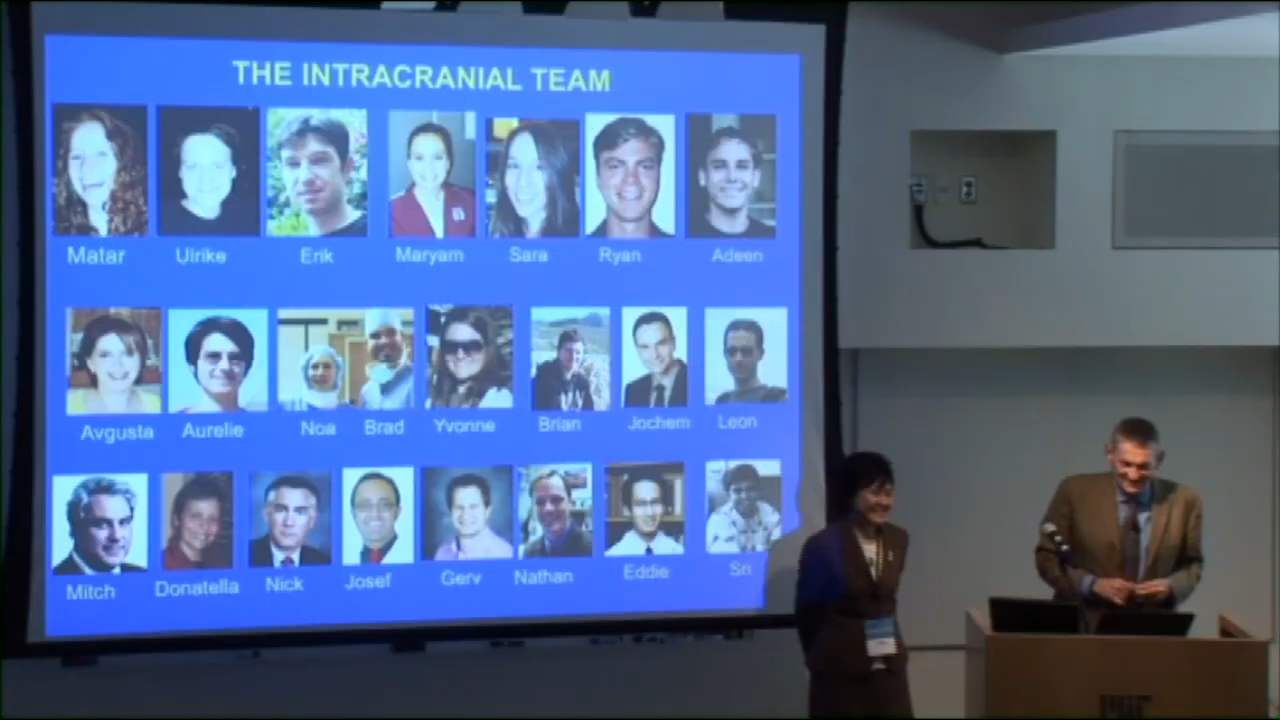 THE INTRACRANIAL TEAM
Matar Ulrike Erik Maryam Sara Ryan Adeen
Avgusta Aurelie Noa Brad Yvonne Brian Jochem Leon
Mitch Donatella Nick Josef Gerv Nathan Eddie Sri